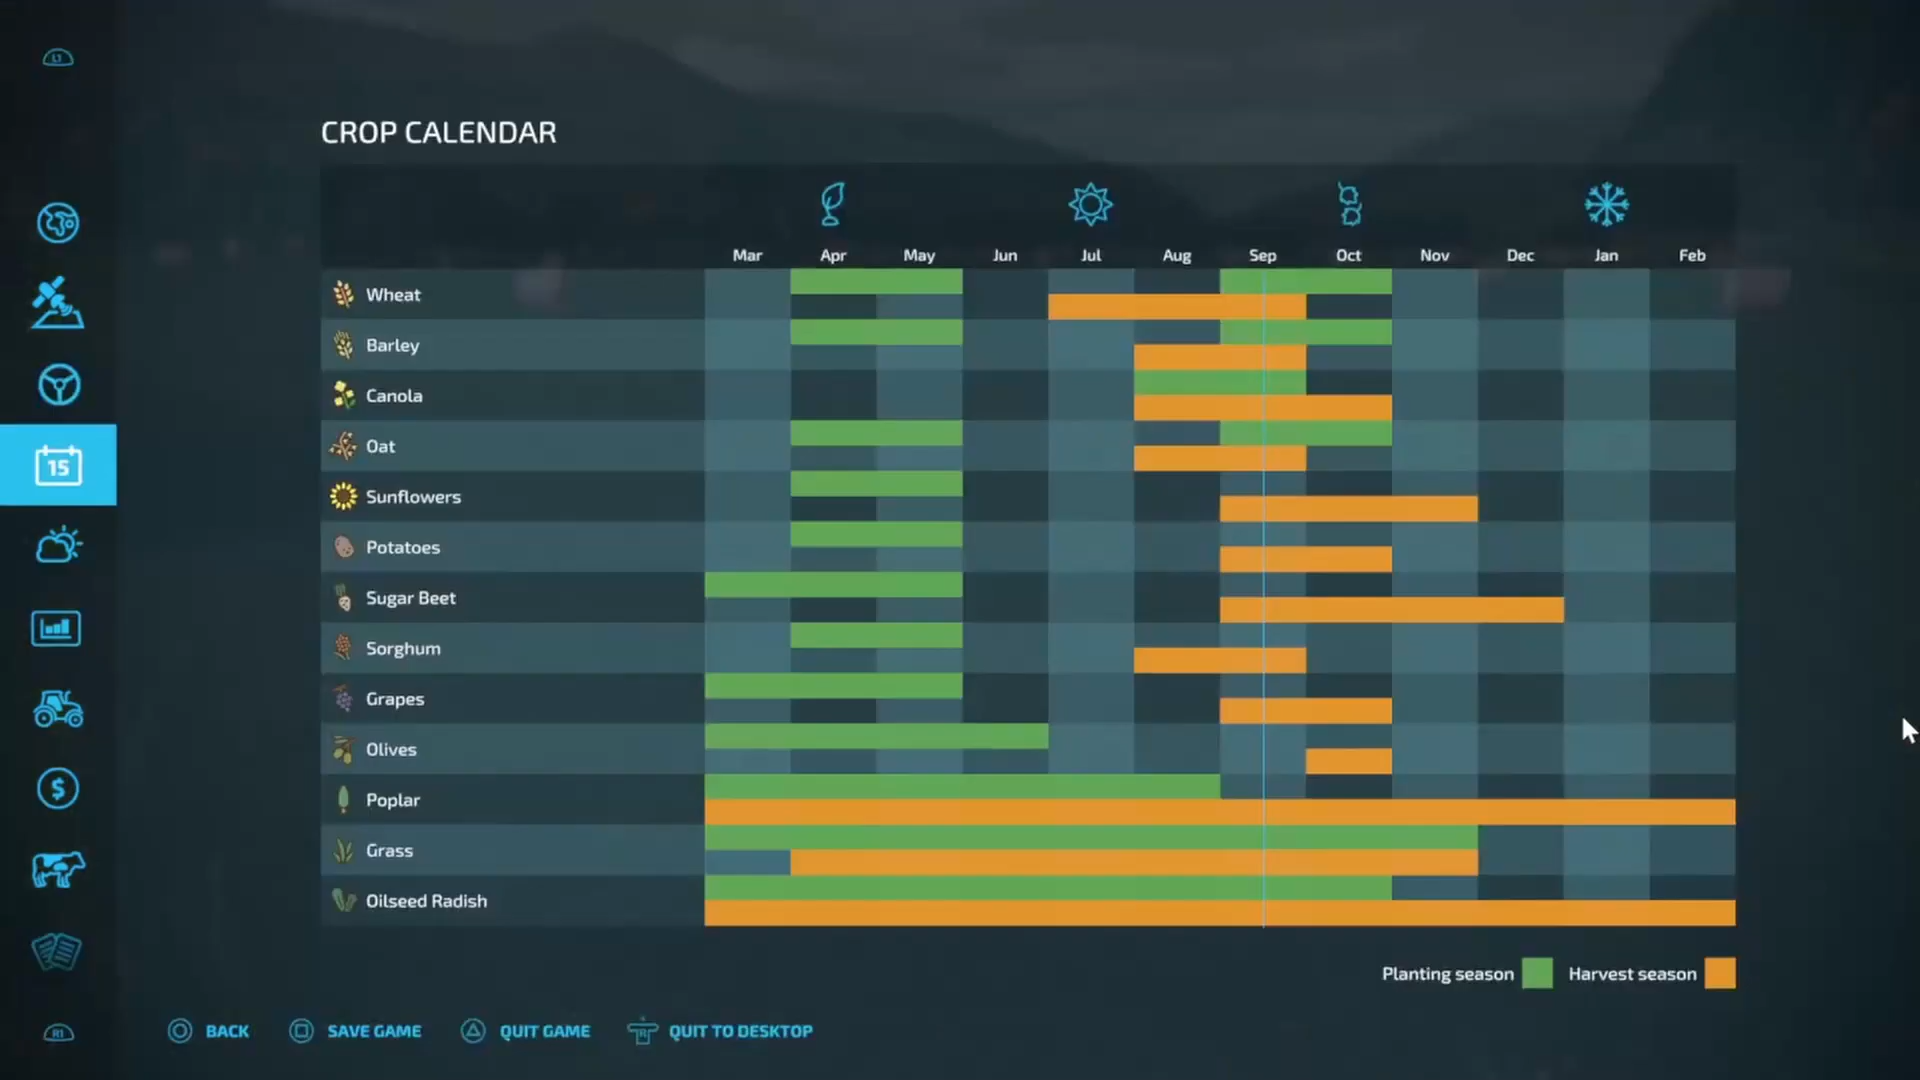 L1
CROP CALENDAR
Mar Apr May Jun Jul Aug Sep Oct Nov Dec Jan Feb
Wheat
Barley
Canola
Oat
15
Sunflowers
Potatoes
Sugar Beet
Sorghum
Grapes
Olives
$
Poplar
Grass
Oilseed Radish
Planting season Harvest season
R1
BACK SAVE GAME QUIT GAME QUIT TO DESKTOP